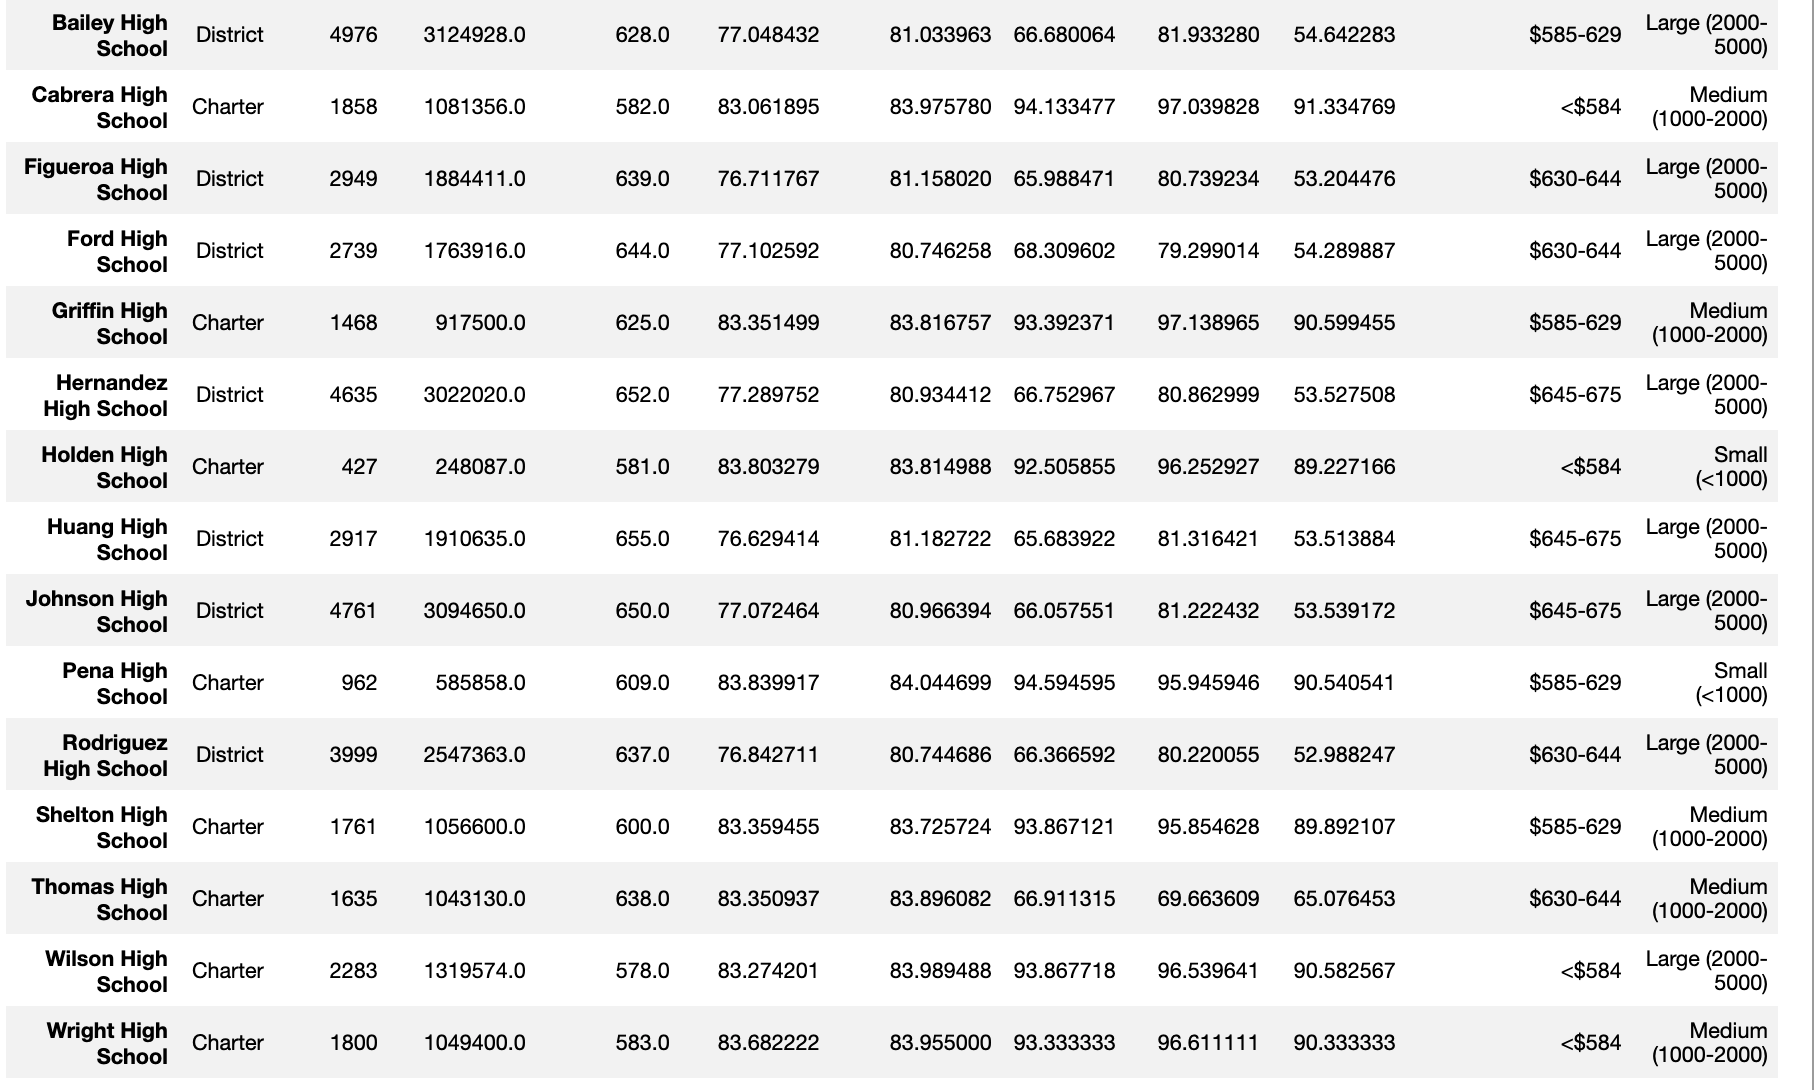 Bailey High School District 4976 3124928.0 628.0 77.048432 81.033963 66.680064 81.933280 54.642283 $585-629 Large (2000-5000)
Cabrera High School Charter 1858 1081356.0 582.0 83.061895 83.975780 94.133477 97.039828 91.334769 <$584 Medium (1000-2000)
Figueroa High School District 2949 1884411.0 639.0 76.711767 81.158020 65.988471 80.739234 53.204476 $630-644 Large (2000-5000)
Ford High School District 2739 1763916.0 644.0 77.102592 80.746258 68.309602 79.299014 54.289887 $630-644 Large (2000-5000)
Griffin High School Charter 1468 917500.0 625.0 83.351499 83.816757 93.392371 97.138965 90.599455 $585-629 Medium (1000-2000)
Hernandez High School District 4635 3022020.0 652.0 77.289752 80.934412 66.752967 80.862999 53.527508 $645-675 Large (2000-5000)
Holden High School Charter 427 248087.0 581.0 83.803279 83.814988 92.505855 96.252927 89.227166 <$584 Small (<1000)
Huang High School District 2917 1910635.0 655.0 76.629414 81.182722 65.683922 81.316421 53.513884 $645-675 Large (2000-5000)
Johnson High School District 4761 3094650.0 650.0 77.072464 80.966394 66.057551 81.222432 53.539172 $645-675 Large (2000-5000)
Pena High School Charter 962 585858.0 609.0 83.839917 84.044699 94.594595 95.945946 90.540541 $585-629 Small (<1000)
Rodriguez High School District 3999 2547363.0 637.0 76.842711 80.744686 66.366592 80.220055 52.988247 $630-644 Large (2000-5000)
Shelton High School Charter 1761 1056600.0 600.0 83.359455 83.725724 93.867121 95.854628 89.892107 $585-629 Medium (1000-2000)
Thomas High School Charter 1635 1043130.0 638.0 83.350937 83.896082 66.911315 69.663609 65.076453 $630-644 Medium (1000-2000)
Wilson High School Charter 2283 1319574.0 578.0 83.274201 83.989488 93.867718 96.539641 90.582567 <$584 Large (2000-5000)
Wright High School Charter 1800 1049400.0 583.0 83.682222 83.955000 93.333333 96.611111 90.333333 <$584 Medium (1000-2000)